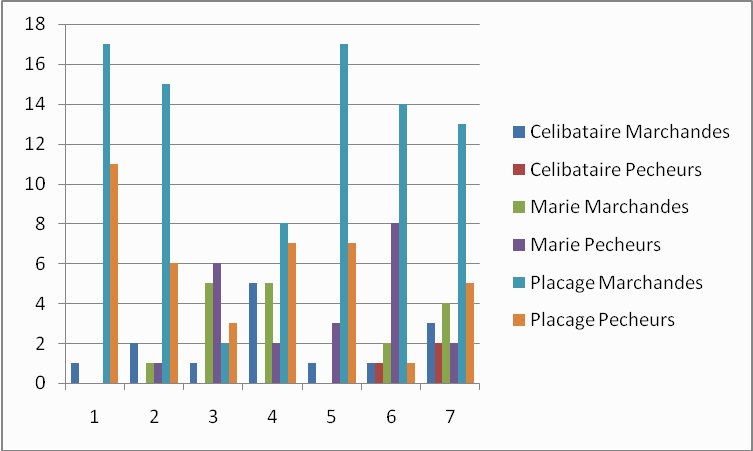 18
16
14
12
10
8
6
4
2
0
1 2 3 4 5 6 7
Celibataire Marchandes
Celibataire Pecheurs
Marie Marchandes
Marie Pecheurs
Placage Marchandes
Placage Pecheurs